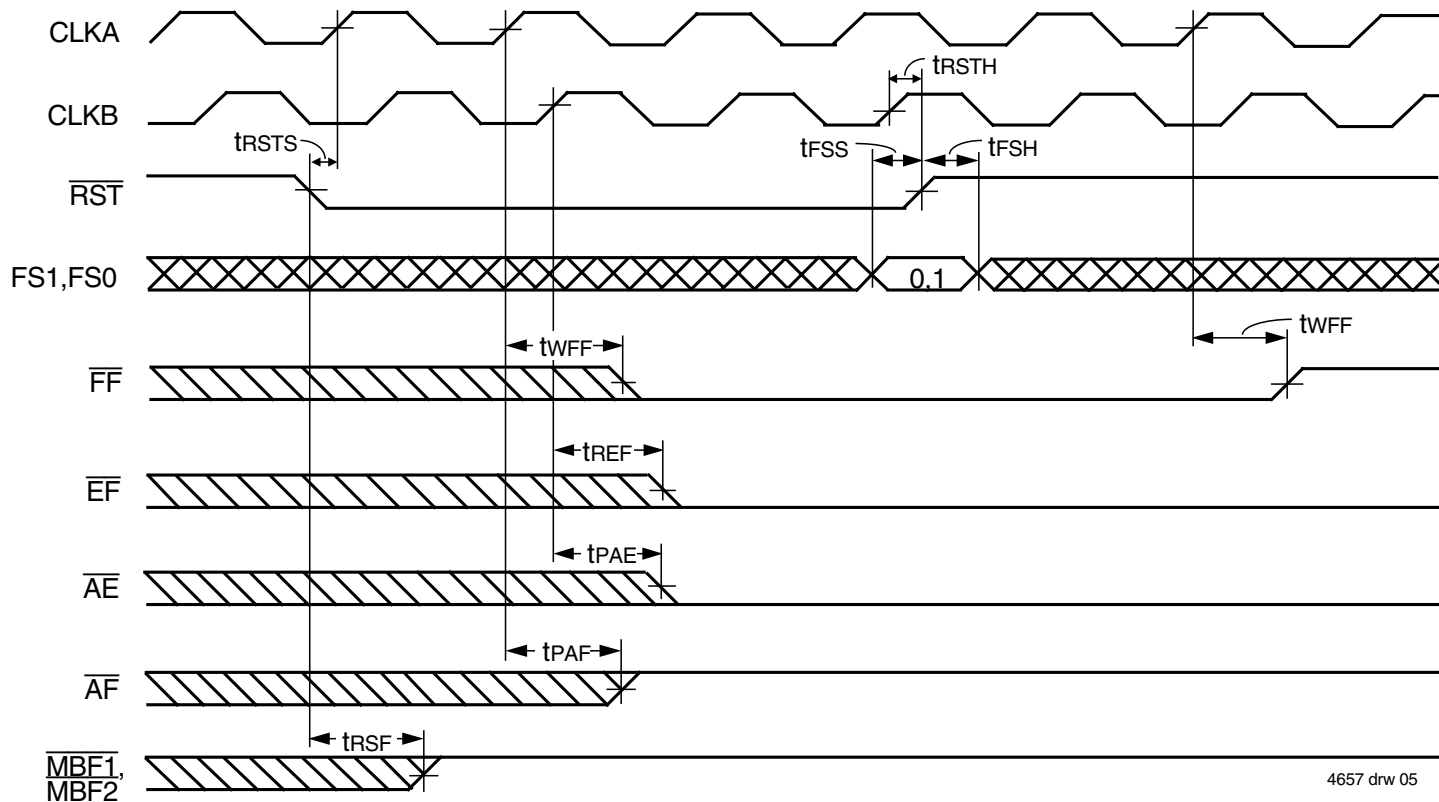 CLKA
tRSTH
CLKB
tRSTS
tFSS
tFSH
RST
FS1,FS0
0,1
tWFF
tWFF
FF
tREF
EF
tPAE
AE
tPAF
AF
tRSF
MBF1,
MBF2
4657 drw 05